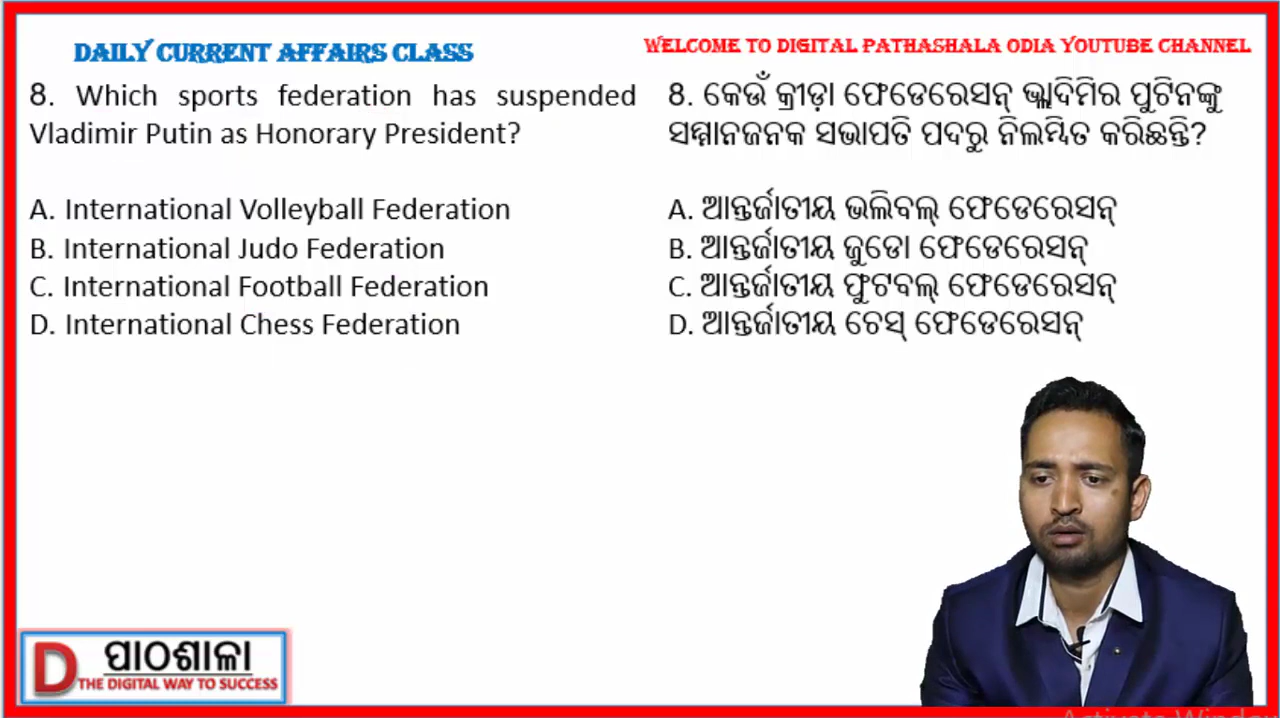 DAILY CURRENT AFFAIRS CLASS
WELCOME TO DIGITAL PATHASHALA ODIA YOUTUBE CHANNEL
8. Which sports federation has suspended
Vladimir Putin as Honorary President?
A. International Volleyball Federation
B. International Judo Federation
C. International Football Federation
D. International Chess Federation
8. କେଉଁ କ୍ରୀଡ଼ା ଫେଡେରେସନ୍ ଭ୍ଲାଦିମିର ପୁଟିନଙ୍କୁ
ସମ୍ମାନଜନକ ସଭାପତି ପଦରୁ ନିଲମ୍ବିତ କରିଛନ୍ତି?
A. ଆନ୍ତର୍ଜାତୀୟ ଭଲିବଲ୍ ଫେଡେରେସନ୍
B. ଆନ୍ତର୍ଜାତୀୟ ଜୁଡୋ ଫେଡେରେସନ୍
C. ଆନ୍ତର୍ଜାତୀୟ ଫୁଟବଲ୍ ଫେଡେରେସନ୍
D. ଆନ୍ତର୍ଜାତୀୟ ଚେସ୍ ଫେଡେରେସନ୍
D ପାଠଶାଳା
THE DIGITAL WAY TO SUCCESS